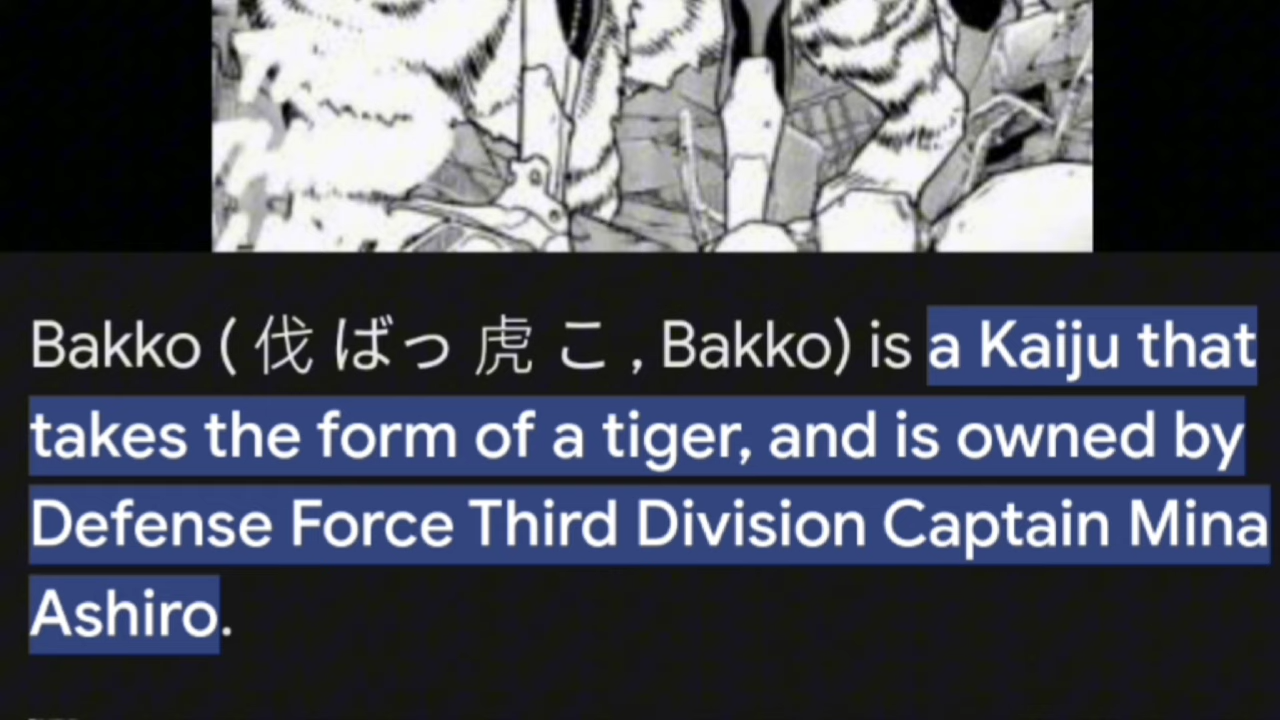 Bakko ( 伐 ばっ 虎 こ , Bakko) is a Kaiju that
takes the form of a tiger, and is owned by
Defense Force Third Division Captain Mina
Ashiro.